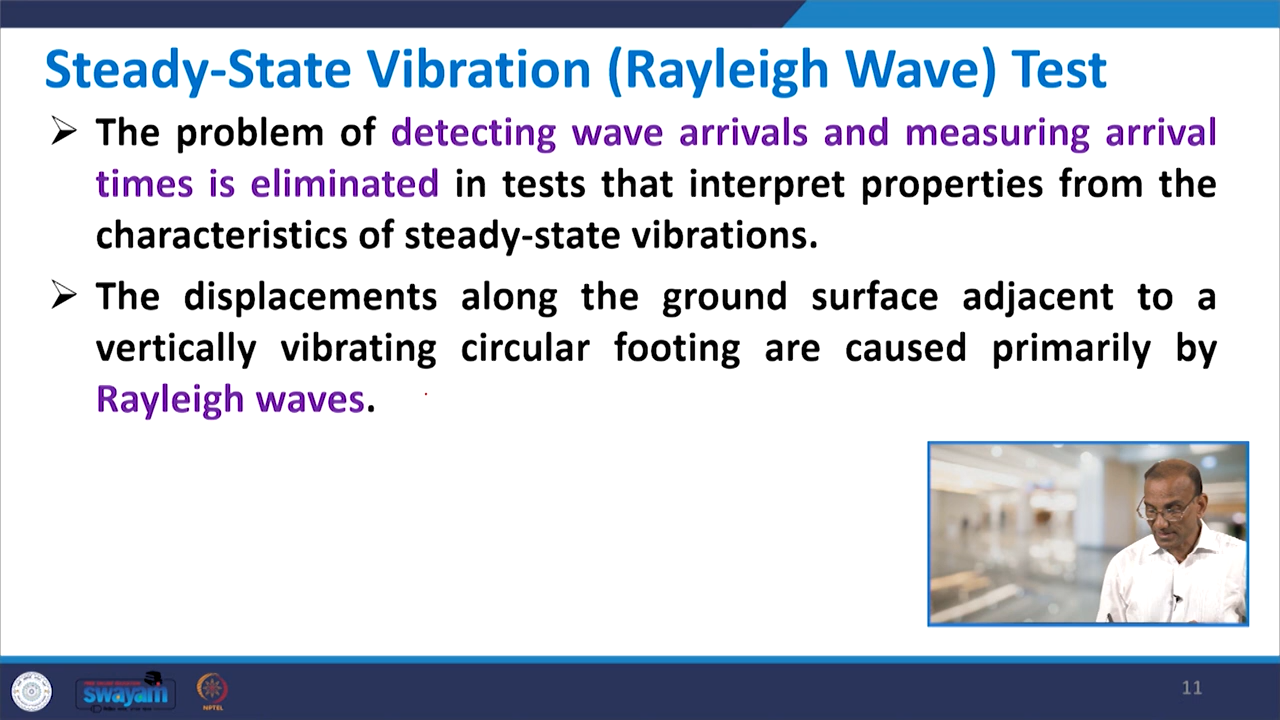 Steady-State Vibration (Rayleigh Wave) Test
➢ The problem of detecting wave arrivals and measuring arrival
times is eliminated in tests that interpret properties from the
characteristics of steady-state vibrations.
➢ The displacements along the ground surface adjacent to a
vertically vibrating circular footing are caused primarily by
Rayleigh waves.
swayam
NPTEL
11